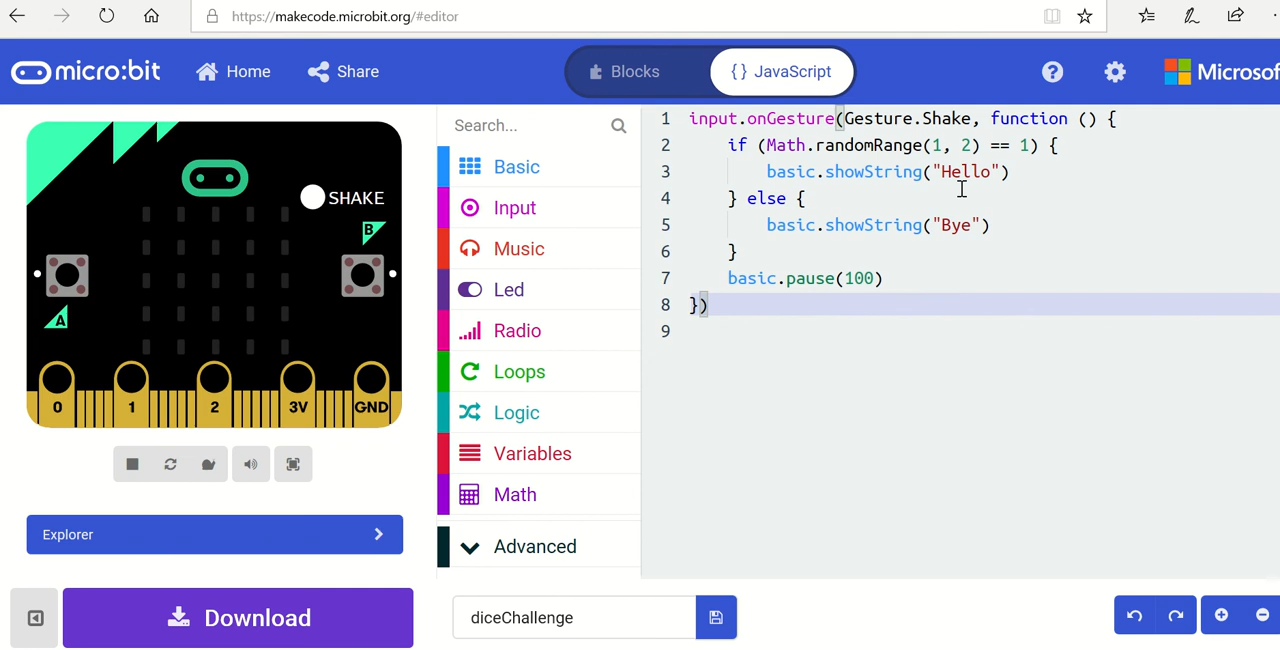 https://makecode.microbit.org/#editor
micro:bit
Home
Share
Blocks
{} JavaScript
?
Microsof
SHAKE
B
A
0 1 2 3V GND
Explorer
Download
Search...
Basic
Input
Music
Led
Radio
Loops
Logic
Variables
Math
Advanced
1 input.onGesture(Gesture.Shake, function () {
2 if (Math.randomRange(1, 2) == 1) {
3 basic.showString("Hello")
4 } else {
5 basic.showString("Bye")
6 }
7 basic.pause(100)
8 })
9
diceChallenge